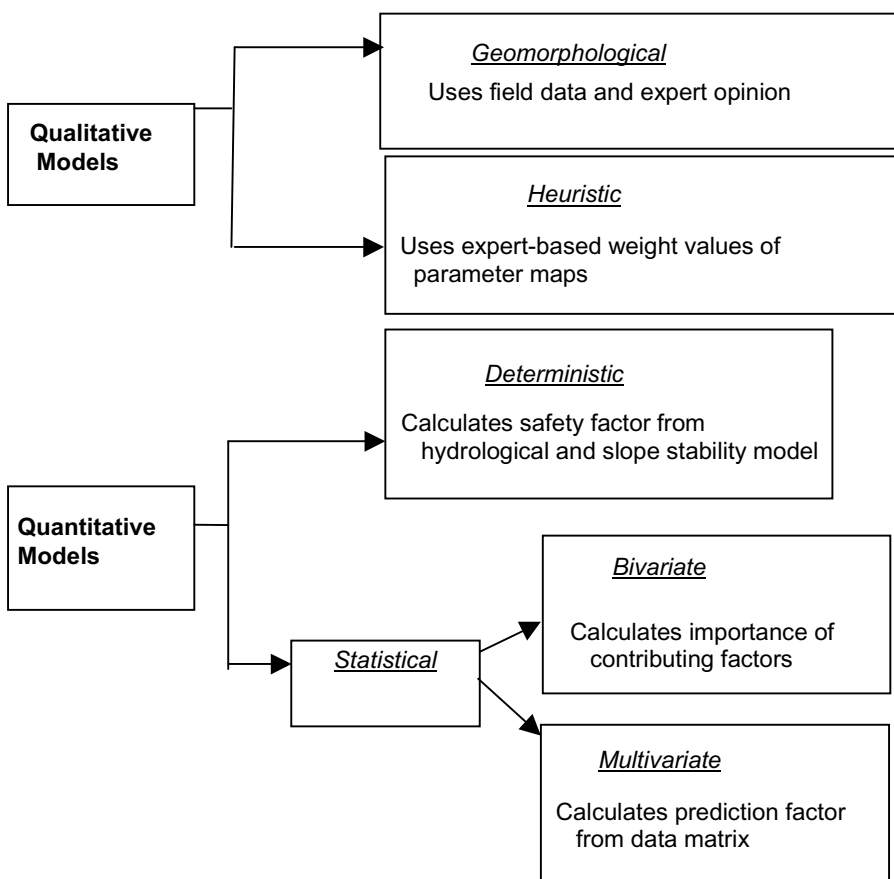 Geomorphological
Uses field data and expert opinion
Qualitative
Models
Heuristic
Uses expert-based weight values of
parameter maps
Deterministic
Calculates safety factor from
hydrological and slope stability model
Quantitative
Models
Statistical
Bivariate
Calculates importance of
contributing factors
Multivariate
Calculates prediction factor
from data matrix